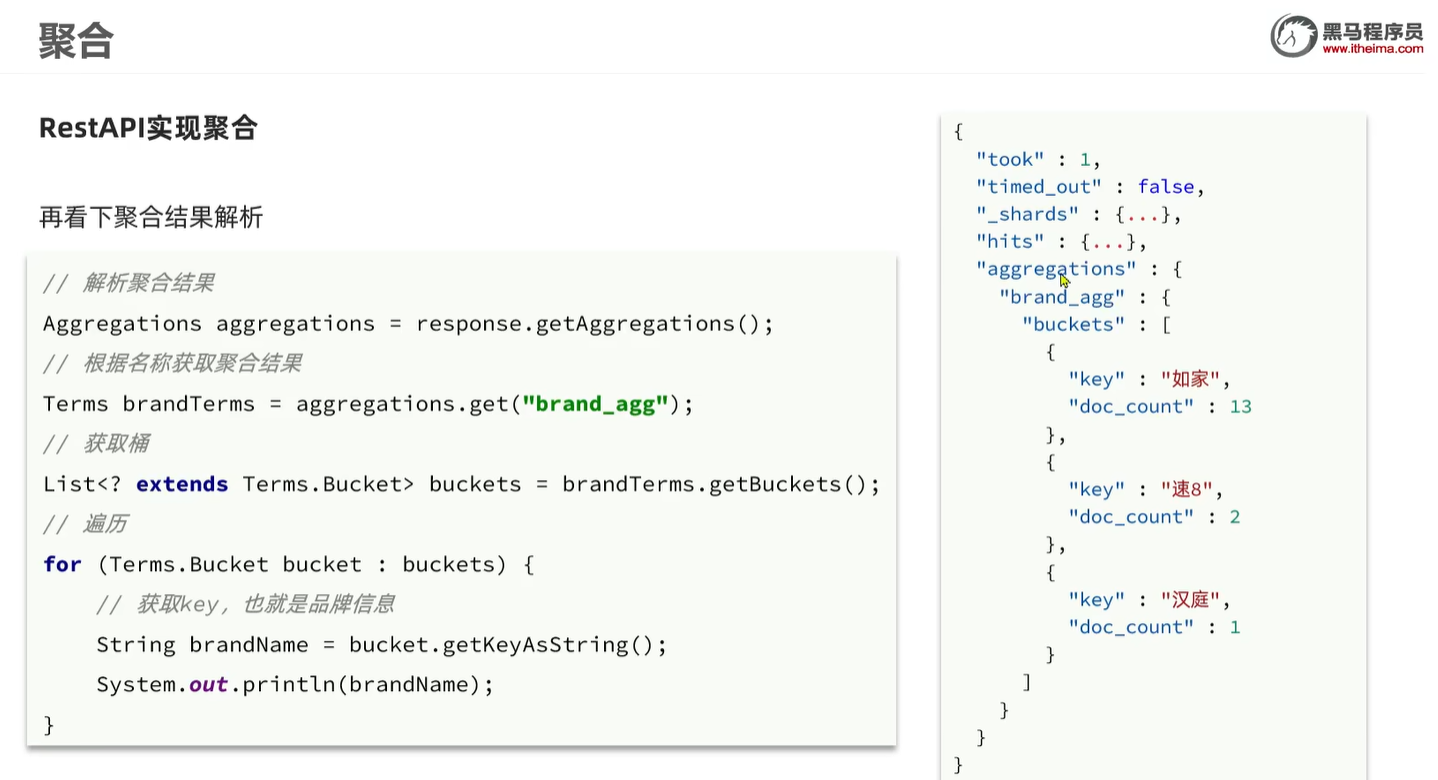 聚合
黑马程序员
www.itheima.com
RestAPI实现聚合
再看下聚合结果解析
// 解析聚合结果
Aggregations aggregations = response.getAggregations();
// 根据名称获取聚合结果
Terms brandTerms = aggregations.get("brand_agg");
// 获取桶
List<? extends Terms.Bucket> buckets = brandTerms.getBuckets();
// 遍历
for (Terms.Bucket bucket : buckets) {
    // 获取key, 也就是品牌信息
    String brandName = bucket.getKeyAsString();
    System.out.println(brandName);
}
{
  "took" : 1,
  "timed_out" : false,
  "_shards" : {...},
  "hits" : {...},
  "aggregations" : {
    "brand_agg" : {
      "buckets" : [
        {
          "key" : "如家",
          "doc_count" : 13
        },
        {
          "key" : "速8",
          "doc_count" : 2
        },
        {
          "key" : "汉庭",
          "doc_count" : 1
        }
      ]
    }
  }
}